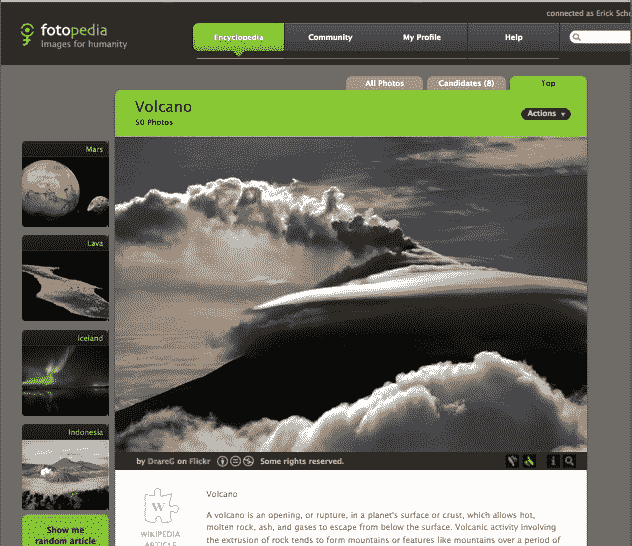 connected as Erick Scho
fotopedia
Images for humanity
Encyclopedia
Community
My Profile
Help
All Photos
Candidates (8)
Top
Volcano
50 Photos
Actions
Mars
Lava
Iceland
Indonesia
Show me
random article
by DrareG on Flickr
Some rights reserved.
W
WIKIPEDIA
ARTICLE
Volcano
A volcano is an opening, or rupture, in a planet's surface or crust, which allows hot,
molten rock, ash, and gases to escape from below the surface. Volcanic activity involving
the extrusion of rock tends to form mountains or features like mountains over a period of